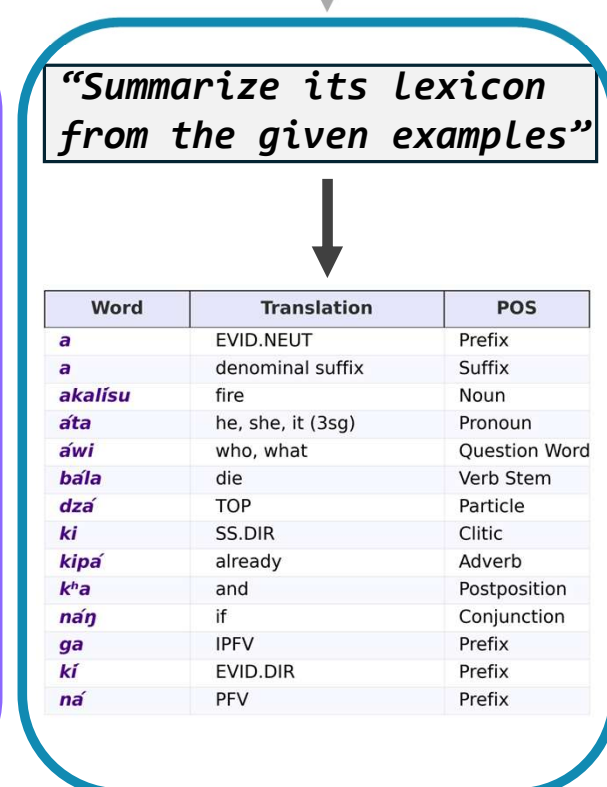 “Summarize its lexicon
from the given examples”
Word Translation POS
a EVID.NEUT Prefix
a denominal suffix Suffix
akalísu fire Noun
áta he, she, it (3sg) Pronoun
áwi who, what Question Word
bála die Verb Stem
dzá TOP Particle
ki SS.DIR Clitic
kipá already Adverb
kʰa and Postposition
náŋ if Conjunction
ga IPFV Prefix
kí EVID.DIR Prefix
ná PFV Prefix